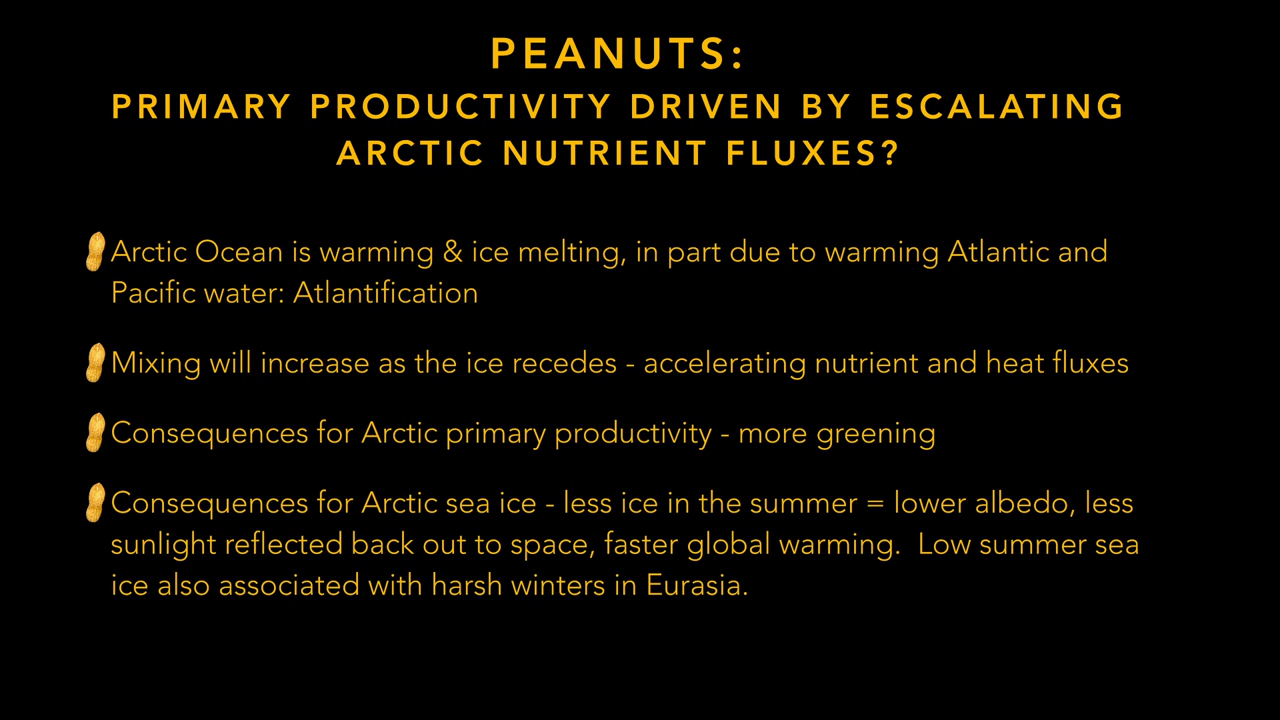 PEANUTS:
PRIMARY PRODUCTIVITY DRIVEN BY ESCALATING
ARCTIC NUTRIENT FLUXES?
Arctic Ocean is warming & ice melting, in part due to warming Atlantic and
Pacific water: Atlantification
Mixing will increase as the ice recedes - accelerating nutrient and heat fluxes
Consequences for Arctic primary productivity - more greening
Consequences for Arctic sea ice - less ice in the summer = lower albedo, less
sunlight reflected back out to space, faster global warming.  Low summer sea
ice also associated with harsh winters in Eurasia.